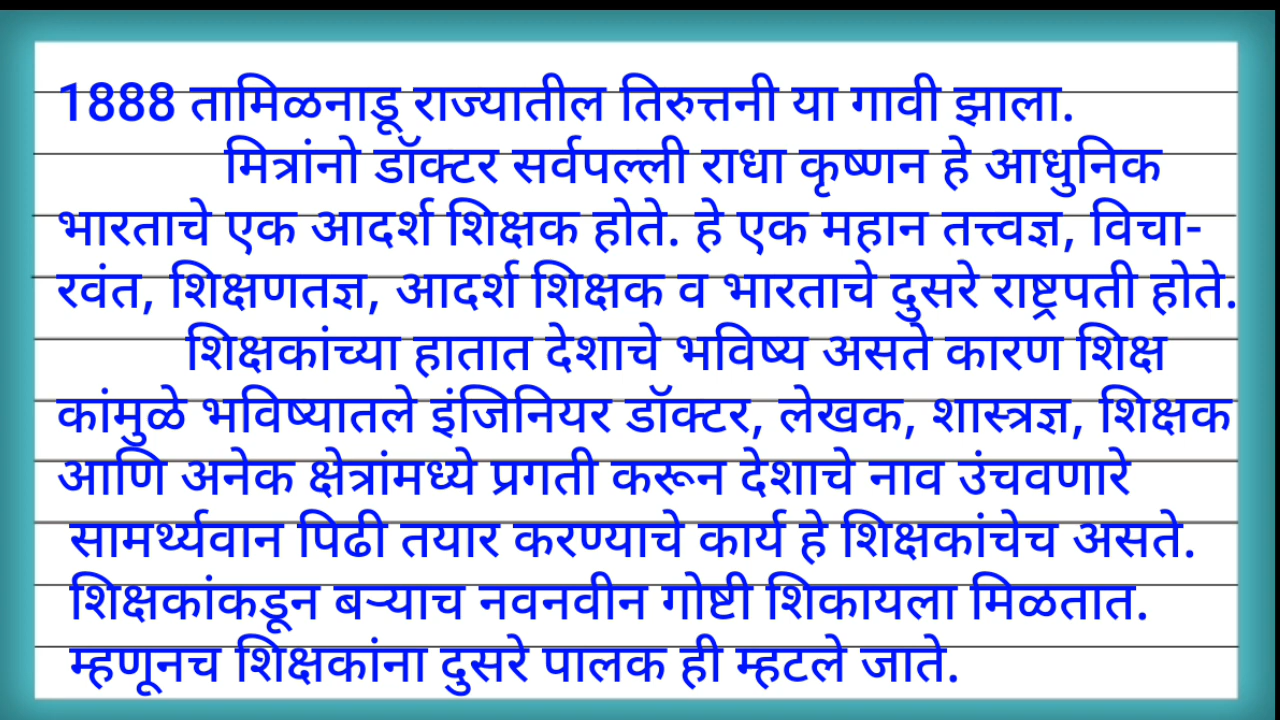 1888 तामिळनाडू राज्यातील तिरुत्तनी या गावी झाला.
मित्रांनो डॉक्टर सर्वपल्ली राधा कृष्णन हे आधुनिक
भारताचे एक आदर्श शिक्षक होते. हे एक महान तत्त्वज्ञ, विचा-
रवंत, शिक्षणतज्ञ, आदर्श शिक्षक व भारताचे दुसरे राष्ट्रपती होते.
शिक्षकांच्या हातात देशाचे भविष्य असते कारण शिक्ष
कांमुळे भविष्यातले इंजिनियर डॉक्टर, लेखक, शास्त्रज्ञ, शिक्षक
आणि अनेक क्षेत्रांमध्ये प्रगती करून देशाचे नाव उंचवणारे
सामर्थ्यवान पिढी तयार करण्याचे कार्य हे शिक्षकांचेच असते.
शिक्षकांकडून बऱ्याच नवनवीन गोष्टी शिकायला मिळतात.
म्हणूनच शिक्षकांना दुसरे पालक ही म्हटले जाते.